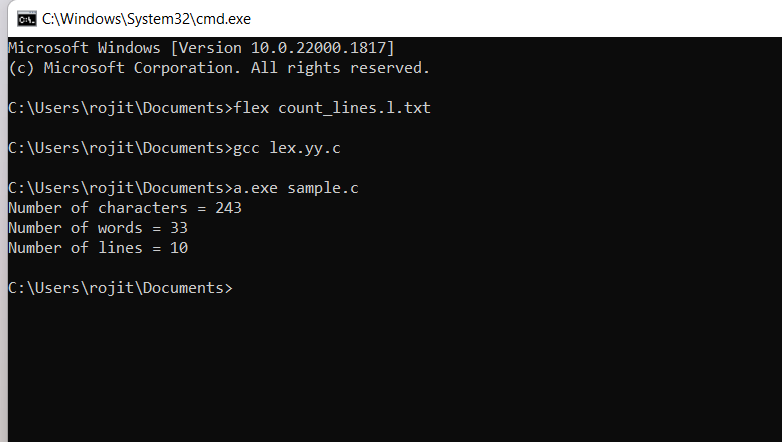 C:\Windows\System32\cmd.exe
Microsoft Windows [Version 10.0.22000.1817]
(c) Microsoft Corporation. All rights reserved.
C:\Users\rojit\Documents>flex count_lines.l.txt
C:\Users\rojit\Documents>gcc lex.yy.c
C:\Users\rojit\Documents>a.exe sample.c
Number of characters = 243
Number of words = 33
Number of lines = 10
C:\Users\rojit\Documents>